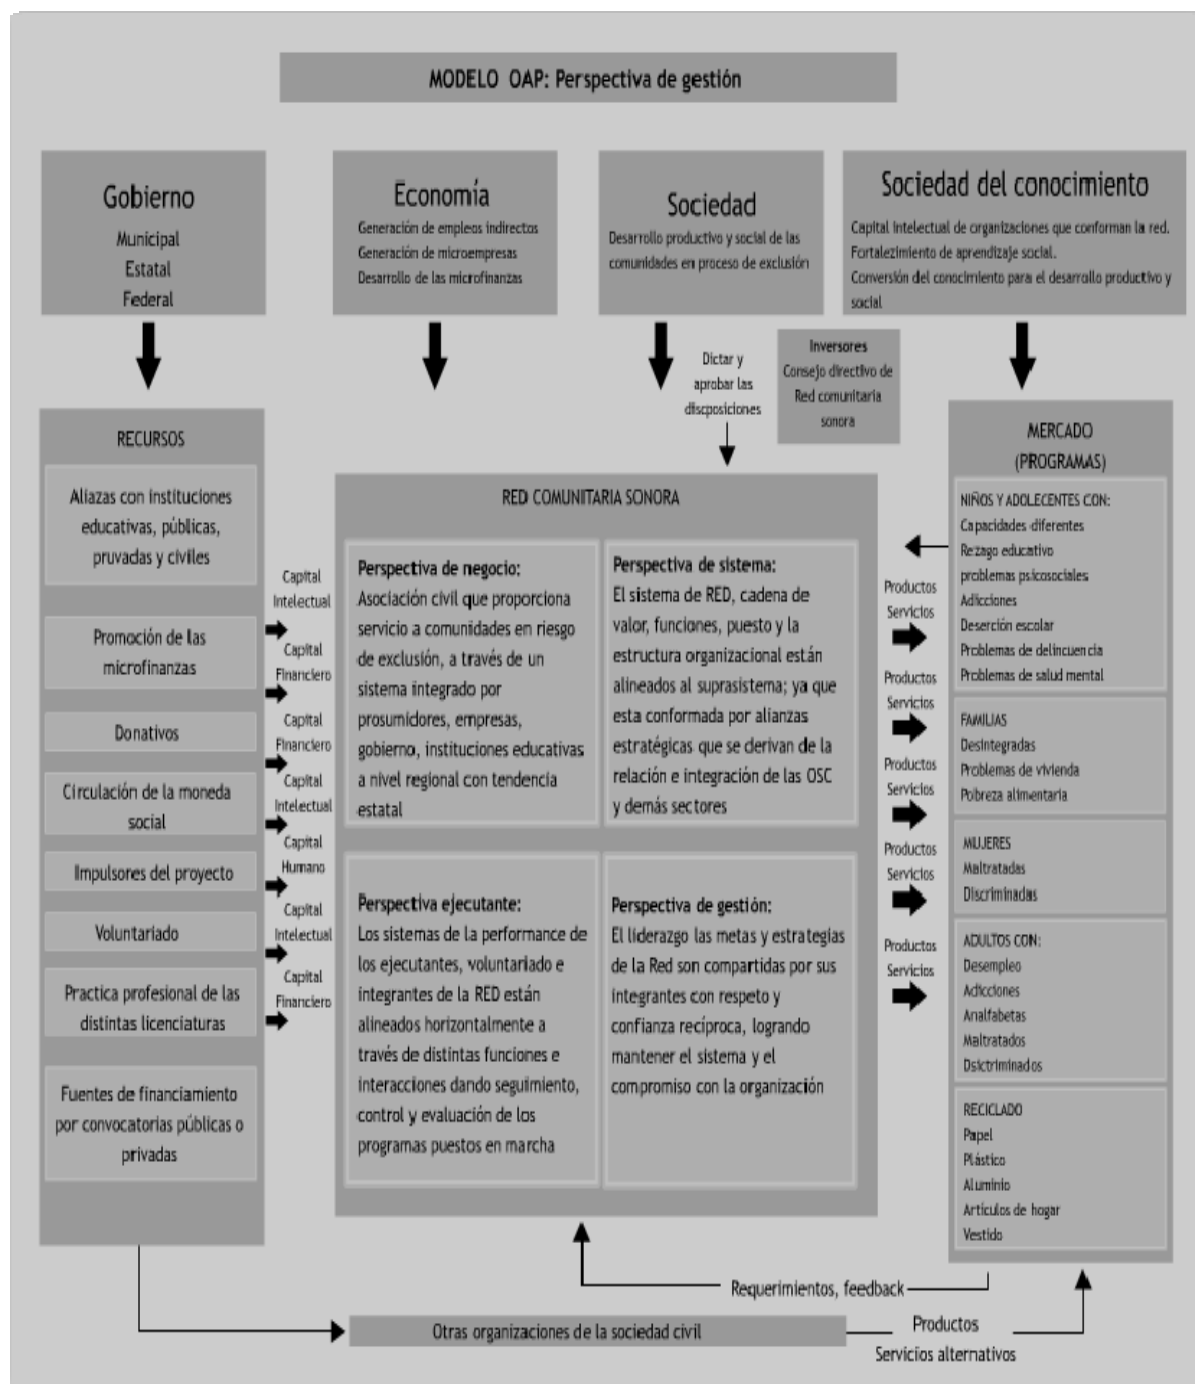 MODELO OAP: Perspectiva de gestión
Gobierno
Municipal
Estatal
Federal
Economía
Generación de empleos indirectos
Generación de microempresas
Desarrollo de las microfinanzas
Sociedad
Desarrollo productivo y social de las
comunidades en proceso de exclusión
Sociedad del conocimiento
Capital intelectual de organizaciones que conforman la red.
Fortalezimiento de aprendizaje social.
Conversión del conocimiento para el desarrollo productivo y
social
Dictar y
aprobar las
discposiciones
Inversores
Consejo directivo de
Red comunitaria
sonora
RECURSOS
Aliazas con instituciones
educativas, públicas,
pruvadas y civiles
Promoción de las
microfinanzas
Donativos
Circulación de la moneda
social
Impulsores del proyecto
Voluntariado
Practica profesional de las
distintas licenciaturas
Fuentes de financiamiento
por convocatorias públicas o
privadas
Capital
Intelectual
Capital
Financiero
Capital
Financiero
Capital
Intelectual
Capital
Humano
Capital
Intelectual
Capital
Financiero
RED COMUNITARIA SONORA
Perspectiva de negocio:
Asociación civil que proporciona
servicio a comunidades en riesgo
de exclusión, a través de un
sistema integrado por
prosumidores, empresas,
gobierno, instituciones educativas
a nivel regional con tendencia
estatal
Perspectiva de sistema:
El sistema de RED, cadena de
valor, funciones, puesto y la
estructura organizacional están
alineados al suprasistema; ya que
esta conformada por alianzas
estratégicas que se derivan de la
relación e integración de las OSC
y demás sectores
Perspectiva ejecutante:
Los sistemas de la performance de
los ejecutantes, voluntariado e
integrantes de la RED están
alineados horizontalmente a
través de distintas funciones e
interacciones dando seguimiento,
control y evaluación de los
programas puestos en marcha
Perspectiva de gestión:
El liderazgo las metas y estrategias
de la Red son compartidas por sus
integrantes con respeto y
confianza recíproca, logrando
mantener el sistema y el
compromiso con la organización
Productos
Servicios
Productos
Servicios
Productos
Servicios
Productos
Servicios
Productos
Servicios
MERCADO
(PROGRAMAS)
NIÑOS Y ADOLECENTES CON:
Capacidades diferentes
Rezago educativo
problemas psicosociales
Adicciones
Deserción escolar
Problemas de delincuencia
Problemas de salud mental
FAMILIAS
Desintegradas
Problemas de vivienda
Pobreza alimentaria
MUJERES
Maltratadas
Discriminadas
ADULTOS CON:
Desempleo
Adicciones
Analfabetas
Maltratados
Dsictriminados
RECICLADO
Papel
Plástico
Aluminio
Artículos de hogar
Vestido
Requerimientos, feedback
Otras organizaciones de la sociedad civil
Productos
Servicios alternativos